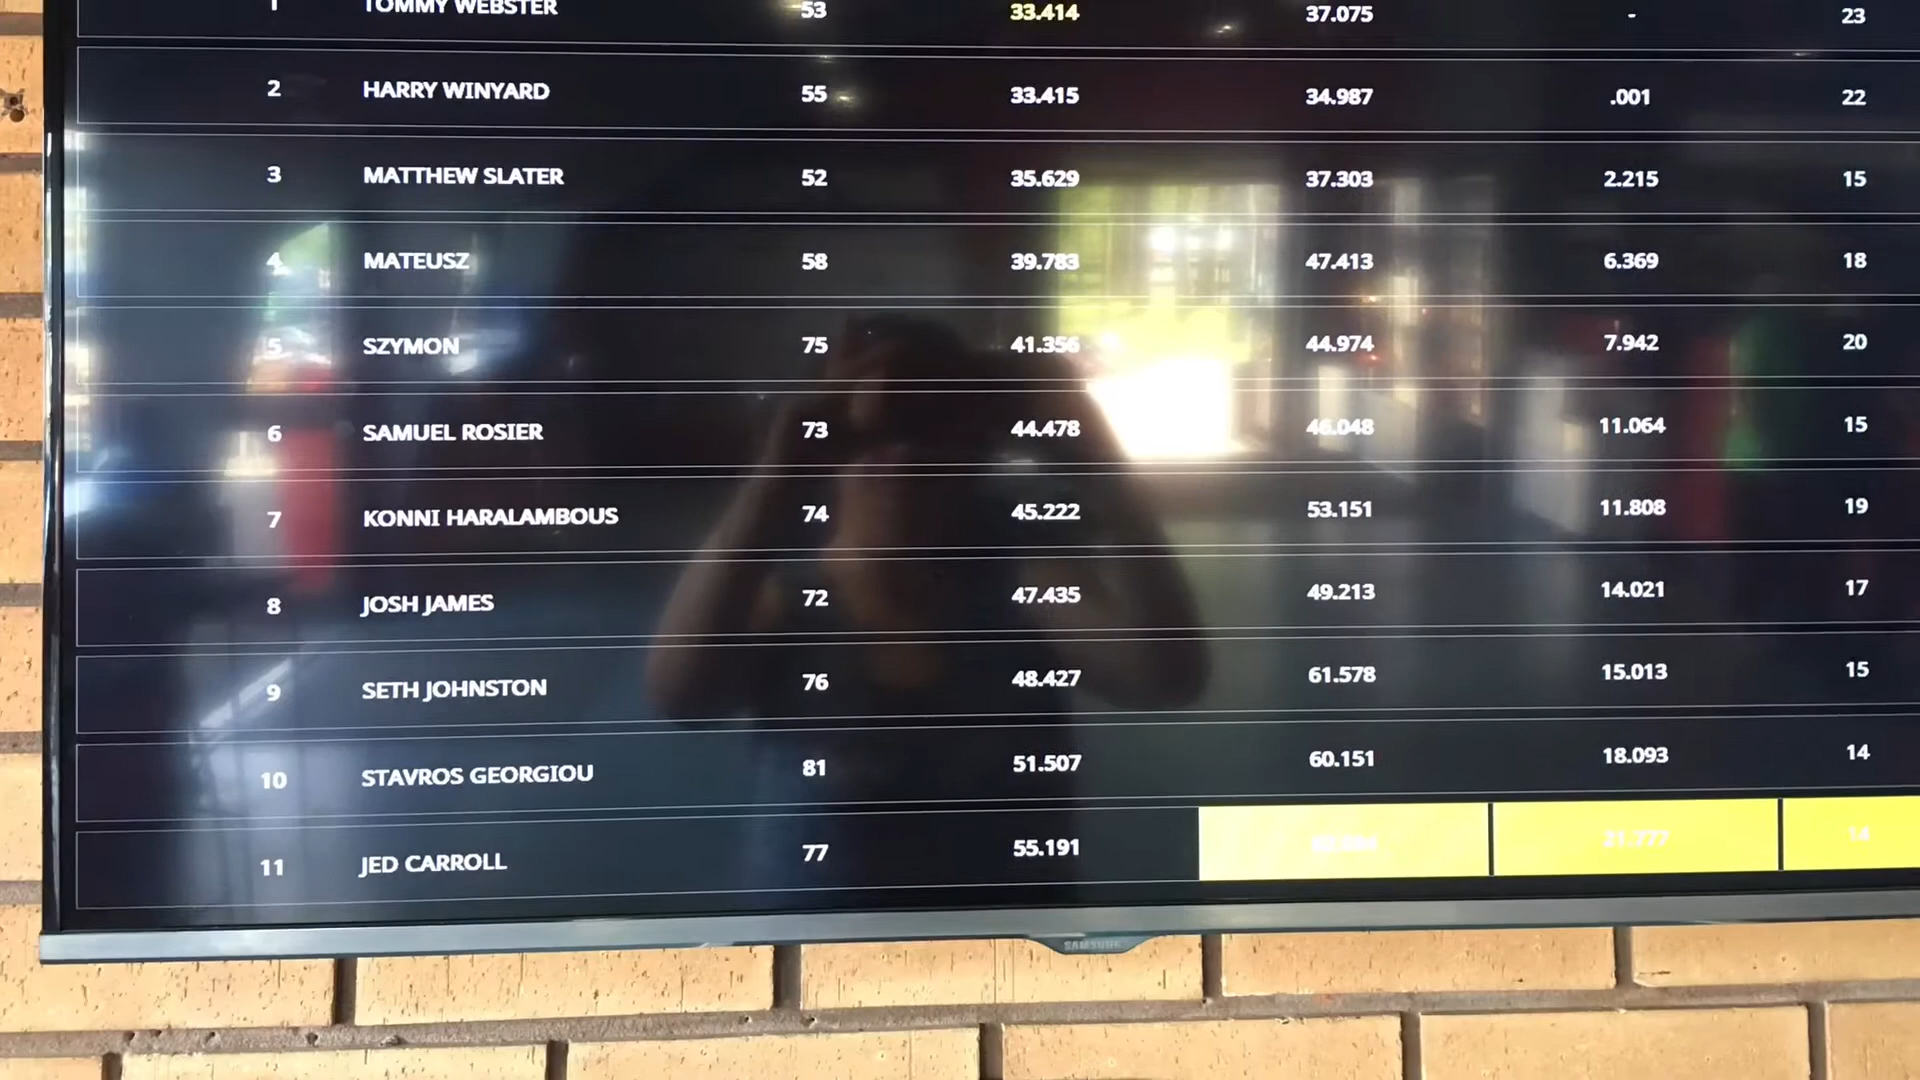 1 TOMMY WEBSTER 53 33.414 37.075 - 23
2 HARRY WINYARD 55 33.415 34.987 .001 22
3 MATTHEW SLATER 52 35.629 37.303 2.215 15
4 MATEUSZ 58 39.783 47.413 6.369 18
5 SZYMON 75 41.356 44.974 7.942 20
6 SAMUEL ROSIER 73 44.478 46.048 11.064 15
7 KONNI HARALAMBOUS 74 45.222 53.151 11.808 19
8 JOSH JAMES 72 47.435 49.213 14.021 17
9 SETH JOHNSTON 76 48.427 61.578 15.013 15
10 STAVROS GEORGIOU 81 51.507 60.151 18.093 14
11 JED CARROLL 77 55.191 21.777 14
SAMSUNG